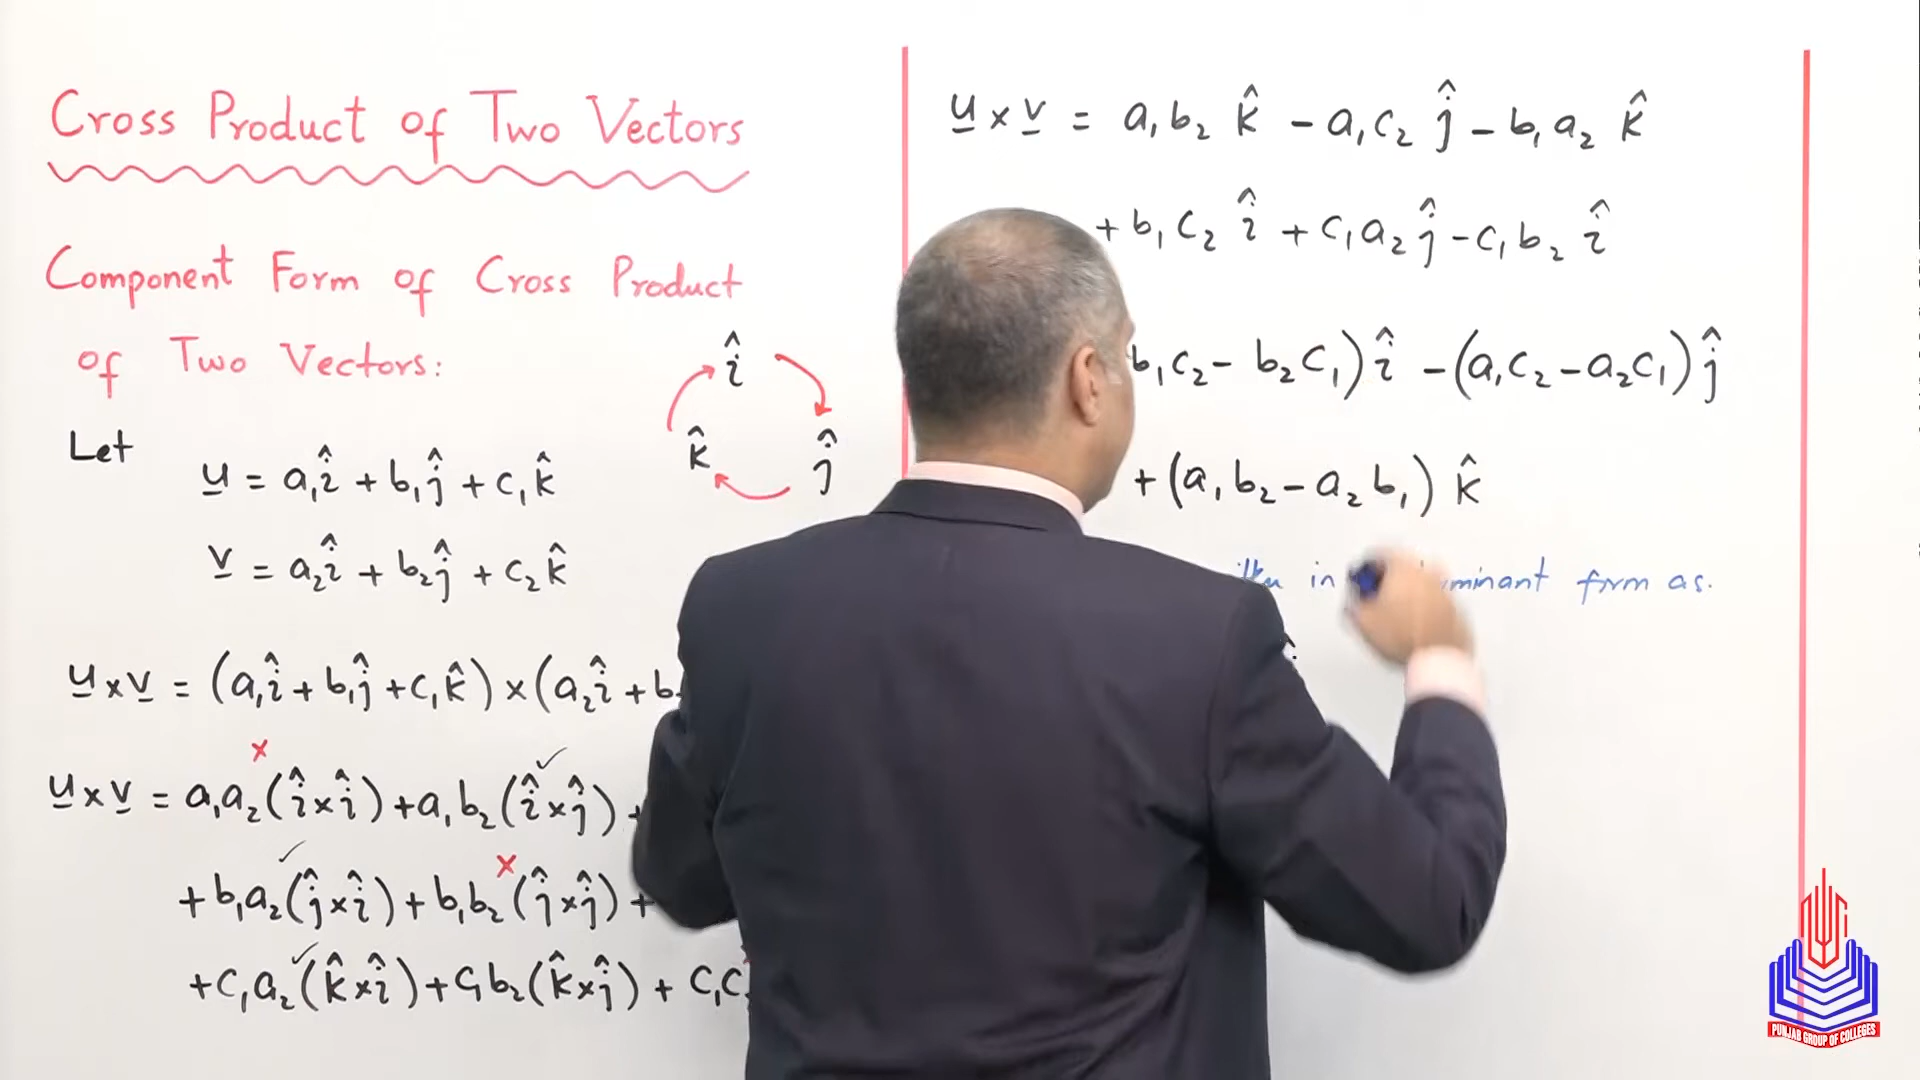 Cross Product of Two Vectors
Component Form of Cross Product
of Two Vectors:
Let
u = a₁î + b₁ĵ + c₁k̂
v = a₂î + b₂ĵ + c₂k̂
î
k̂ ĵ
u × v = (a₁î + b₁ĵ + c₁k̂) × (a₂î + b
× ✓
u × v = a₁a₂(î × î) + a₁b₂(î × ĵ) +
✓ ×
+ b₁a₂(ĵ × î) + b₁b₂(ĵ × ĵ) +
✓
+ c₁a₂(k̂ × î) + c₁b₂(k̂ × ĵ) + c₁c
u × v = a₁b₂ k̂ - a₁c₂ ĵ - b₁a₂ k̂
+ b₁c₂ î + c₁a₂ ĵ - c₁b₂ î
b₁c₂ - b₂c₁) î - (a₁c₂ - a₂c₁) ĵ
+ (a₁b₂ - a₂b₁) k̂
in minant form as.
PUNJAB GROUP OF COLLEGES